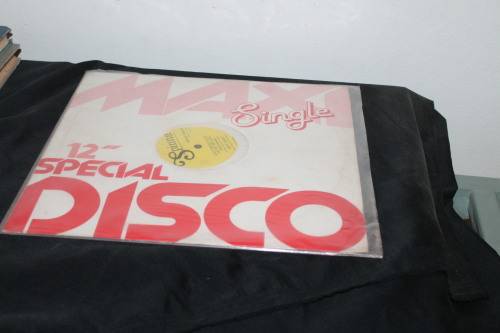 MAXI
Single
12"
SPECIAL
DISCO